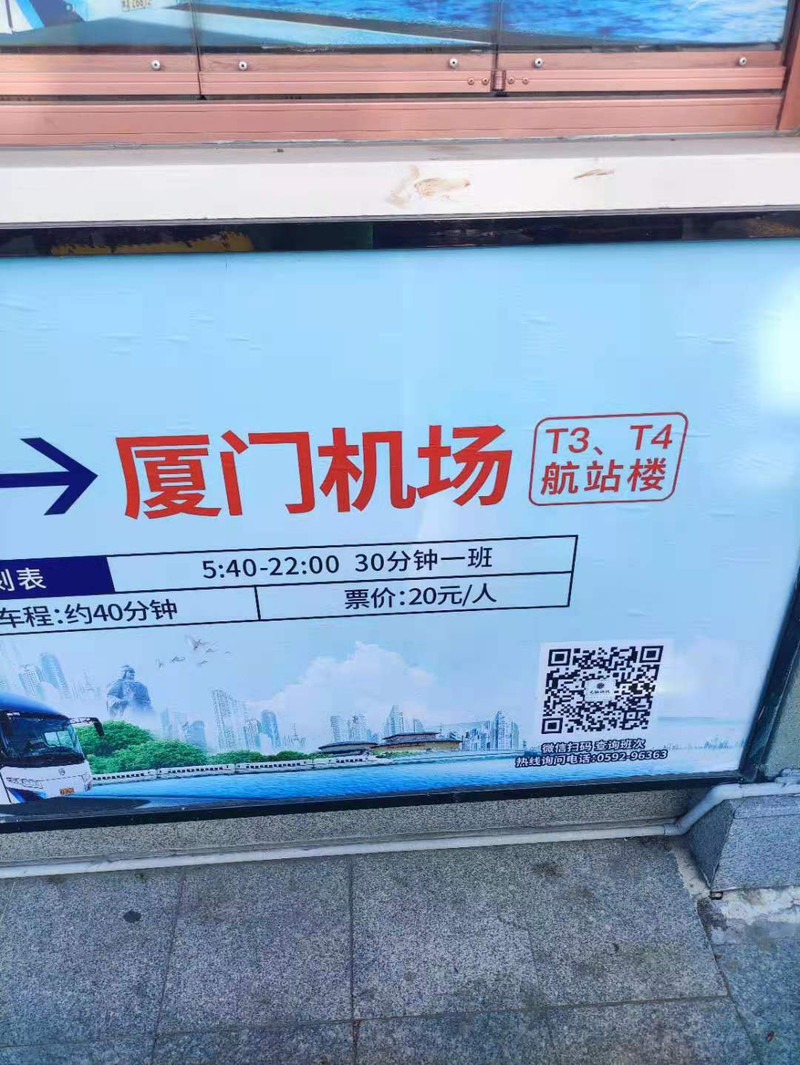 → 厦门机场
T3、T4
航站楼
划表
5:40-22:00 30分钟一班
车程:约40分钟
票价:20元/人
微信扫码 查询班次
热线询问电话:0592-96363